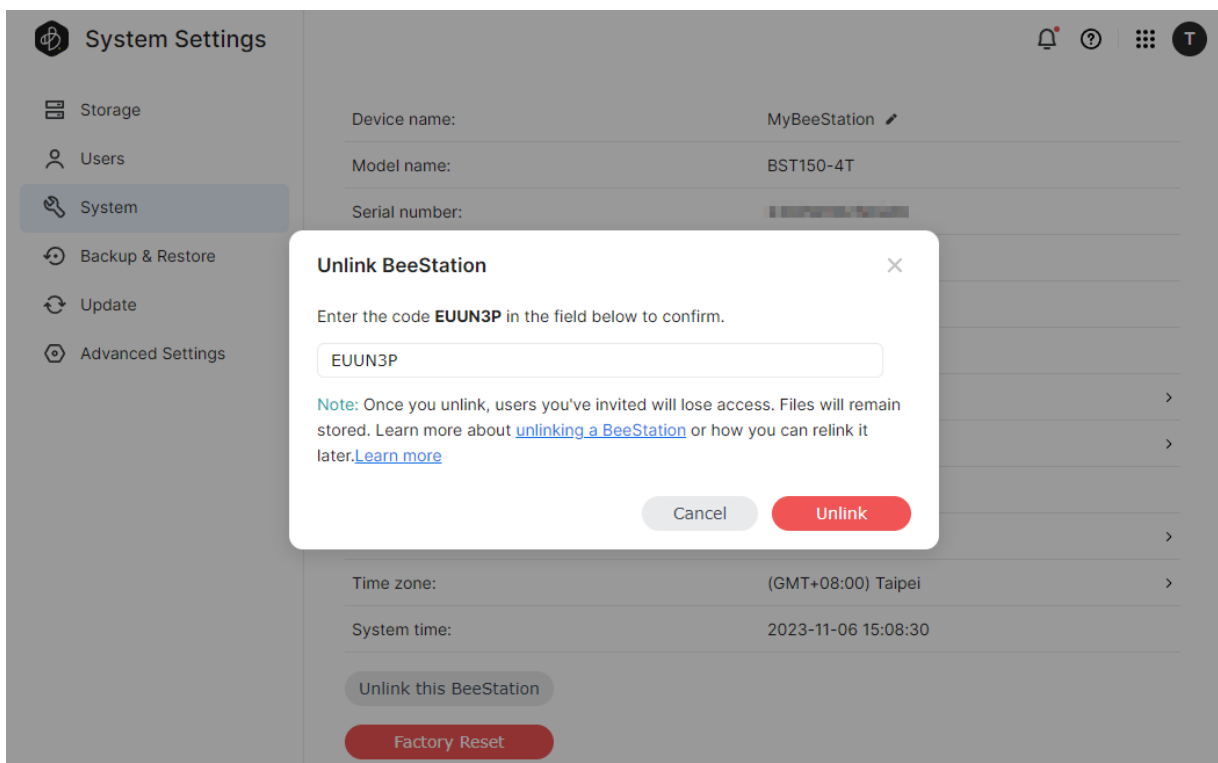 System Settings
T
Storage
Users
System
Backup & Restore
Update
Advanced Settings
Device name: MyBeeStation
Model name: BST150-4T
Serial number:
Unlink BeeStation
Enter the code EUUN3P in the field below to confirm.
EUUN3P
Note: Once you unlink, users you've invited will lose access. Files will remain
stored. Learn more about unlinking a BeeStation or how you can relink it
later.Learn more
Cancel Unlink
Time zone: (GMT+08:00) Taipei
System time: 2023-11-06 15:08:30
Unlink this BeeStation
Factory Reset